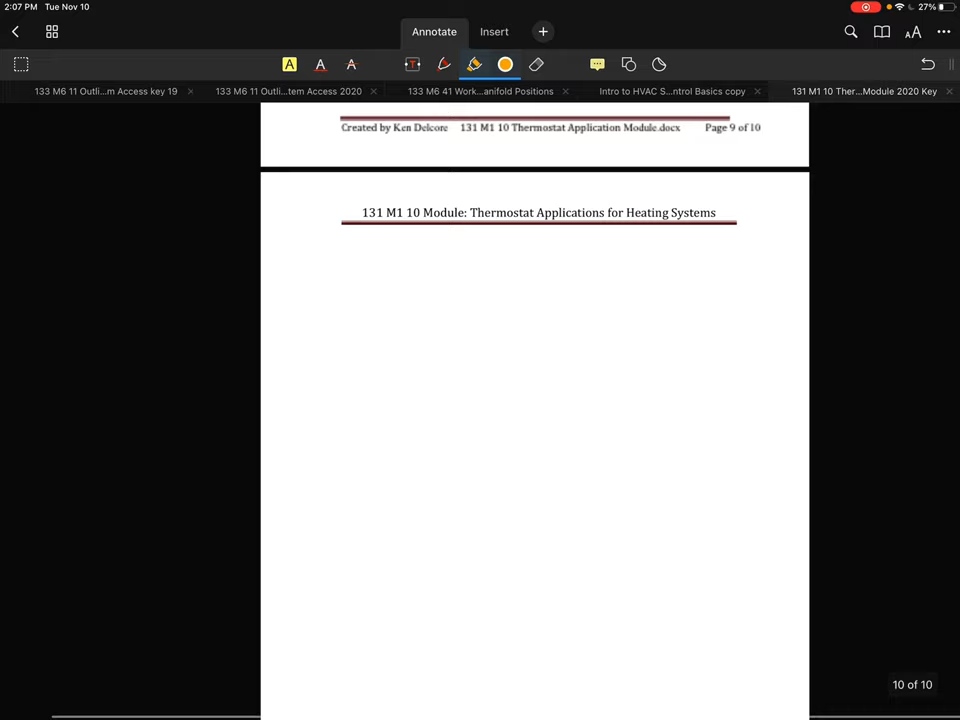 2:07 PM Tue Nov 10 27%
Annotate Insert
A A A T AA
133 M6 11 Outli...m Access key 19 133 M6 11 Outli...tem Access 2020 133 M6 41 Work...anifold Positions Intro to HVAC S...ntrol Basics copy 131 M1 10 Ther...Module 2020 Key
Created by Ken Delcore 131 M1 10 Thermostat Application Module.docx Page 9 of 10
131 M1 10 Module: Thermostat Applications for Heating Systems
10 of 10